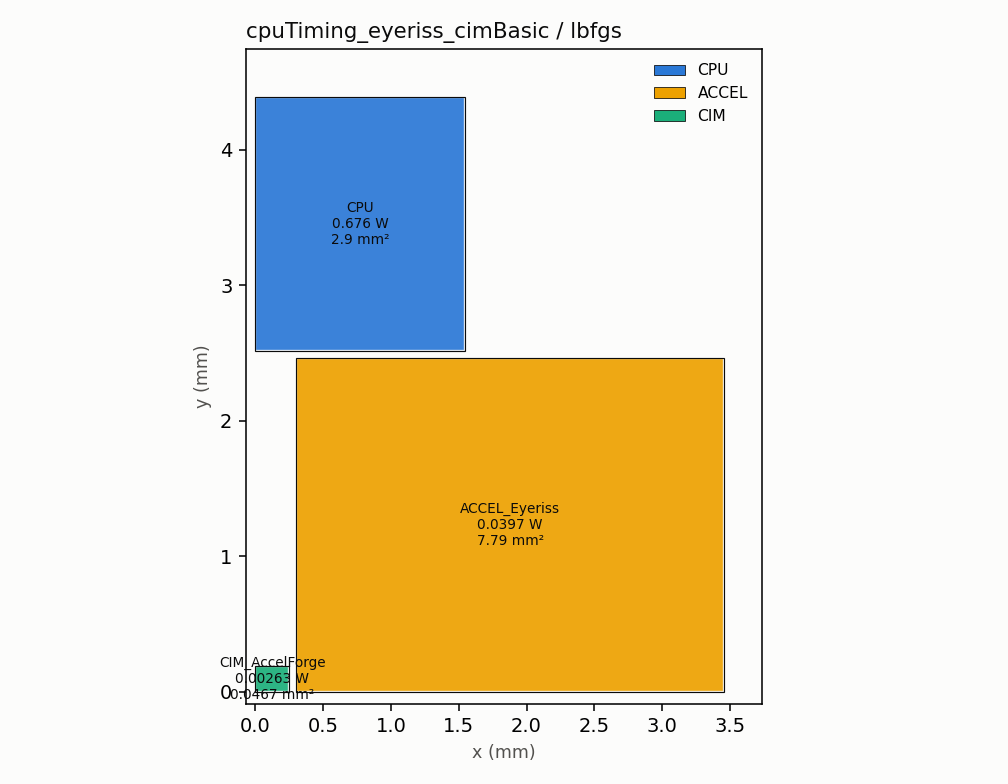 cpuTiming_eyeriss_cimBasic / lbfgs
CPU
ACCEL
CIM
4
3
2
1
0
y (mm)
CPU
0.676 W
2.9 mm²
ACCEL_Eyeriss
0.0397 W
7.79 mm²
CIM_AccelForge
0.00263 W
0.0467 mm²
0.0 0.5 1.0 1.5 2.0 2.5 3.0 3.5
x (mm)